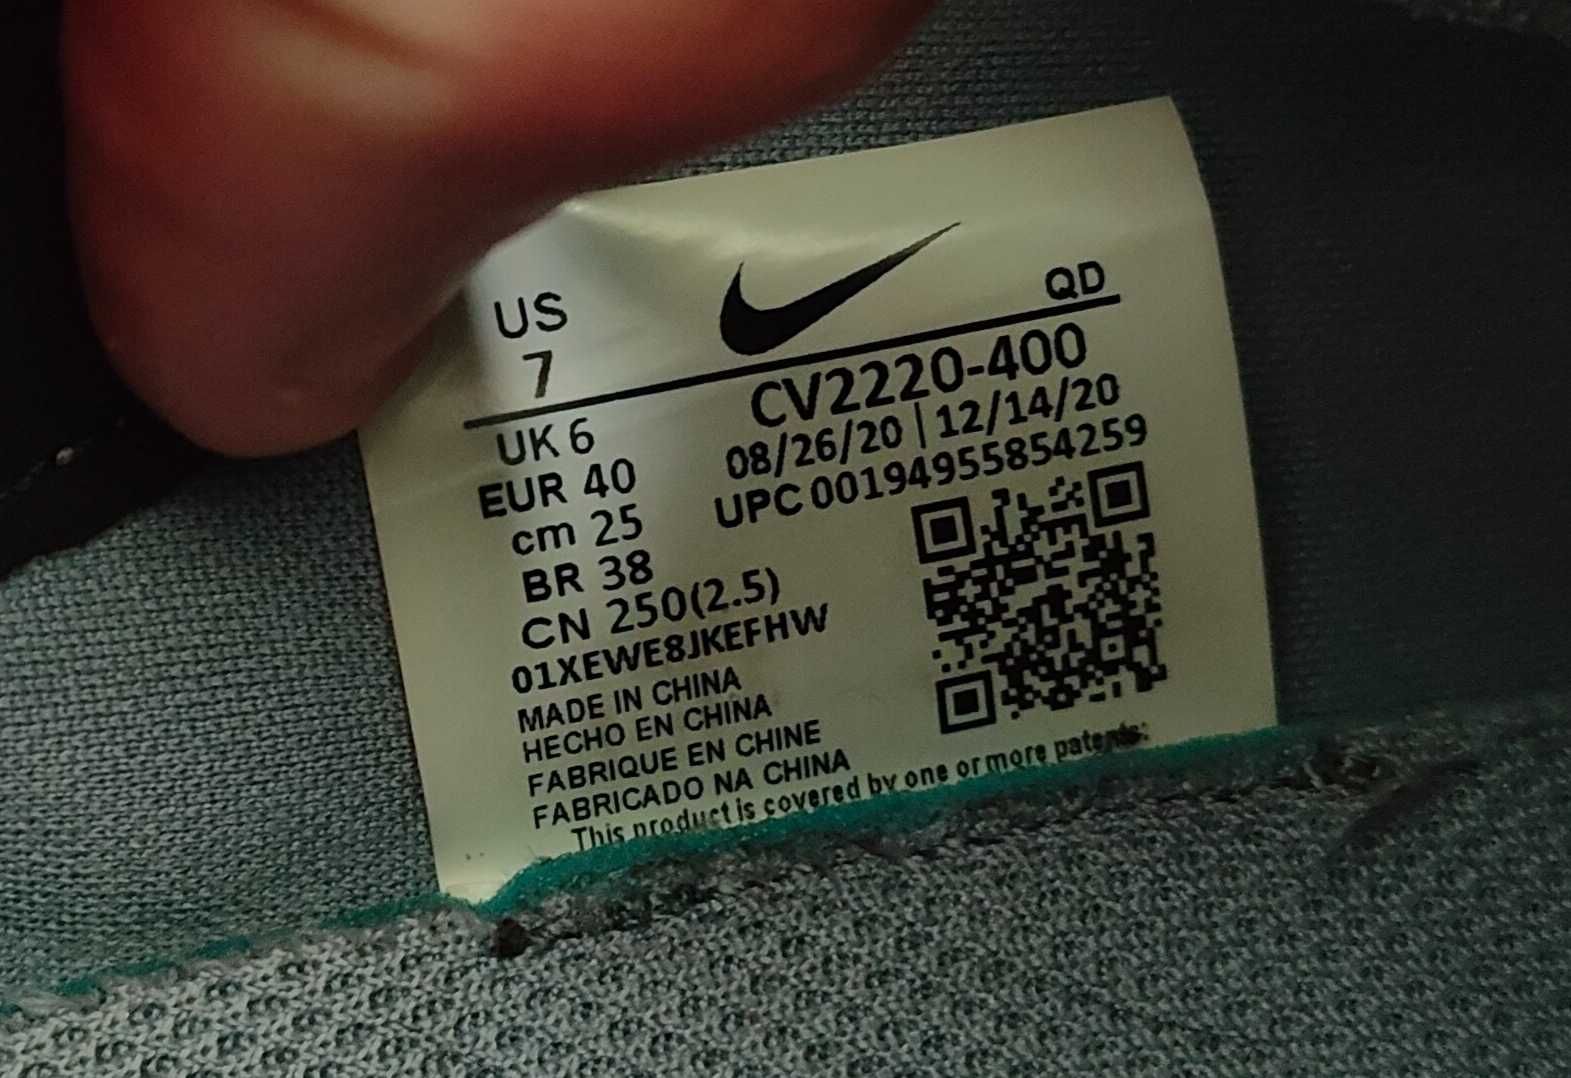 US
7
QD
UK 6
EUR 40
cm 25
BR 38
CN 250(2.5)
CV2220-400
08/26/20 | 12/14/20
UPC 00194955854259
01XEWE8JKEFHW
MADE IN CHINA
HECHO EN CHINA
FABRIQUE EN CHINE
FABRICADO NA CHINA
This product is covered by one or more patents: